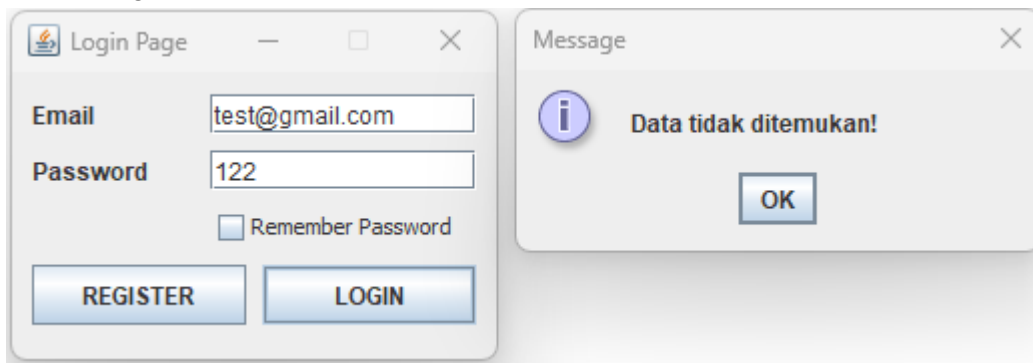 Login Page
Email test@gmail.com
Password 122
Remember Password
REGISTER LOGIN
Message
Data tidak ditemukan!
OK